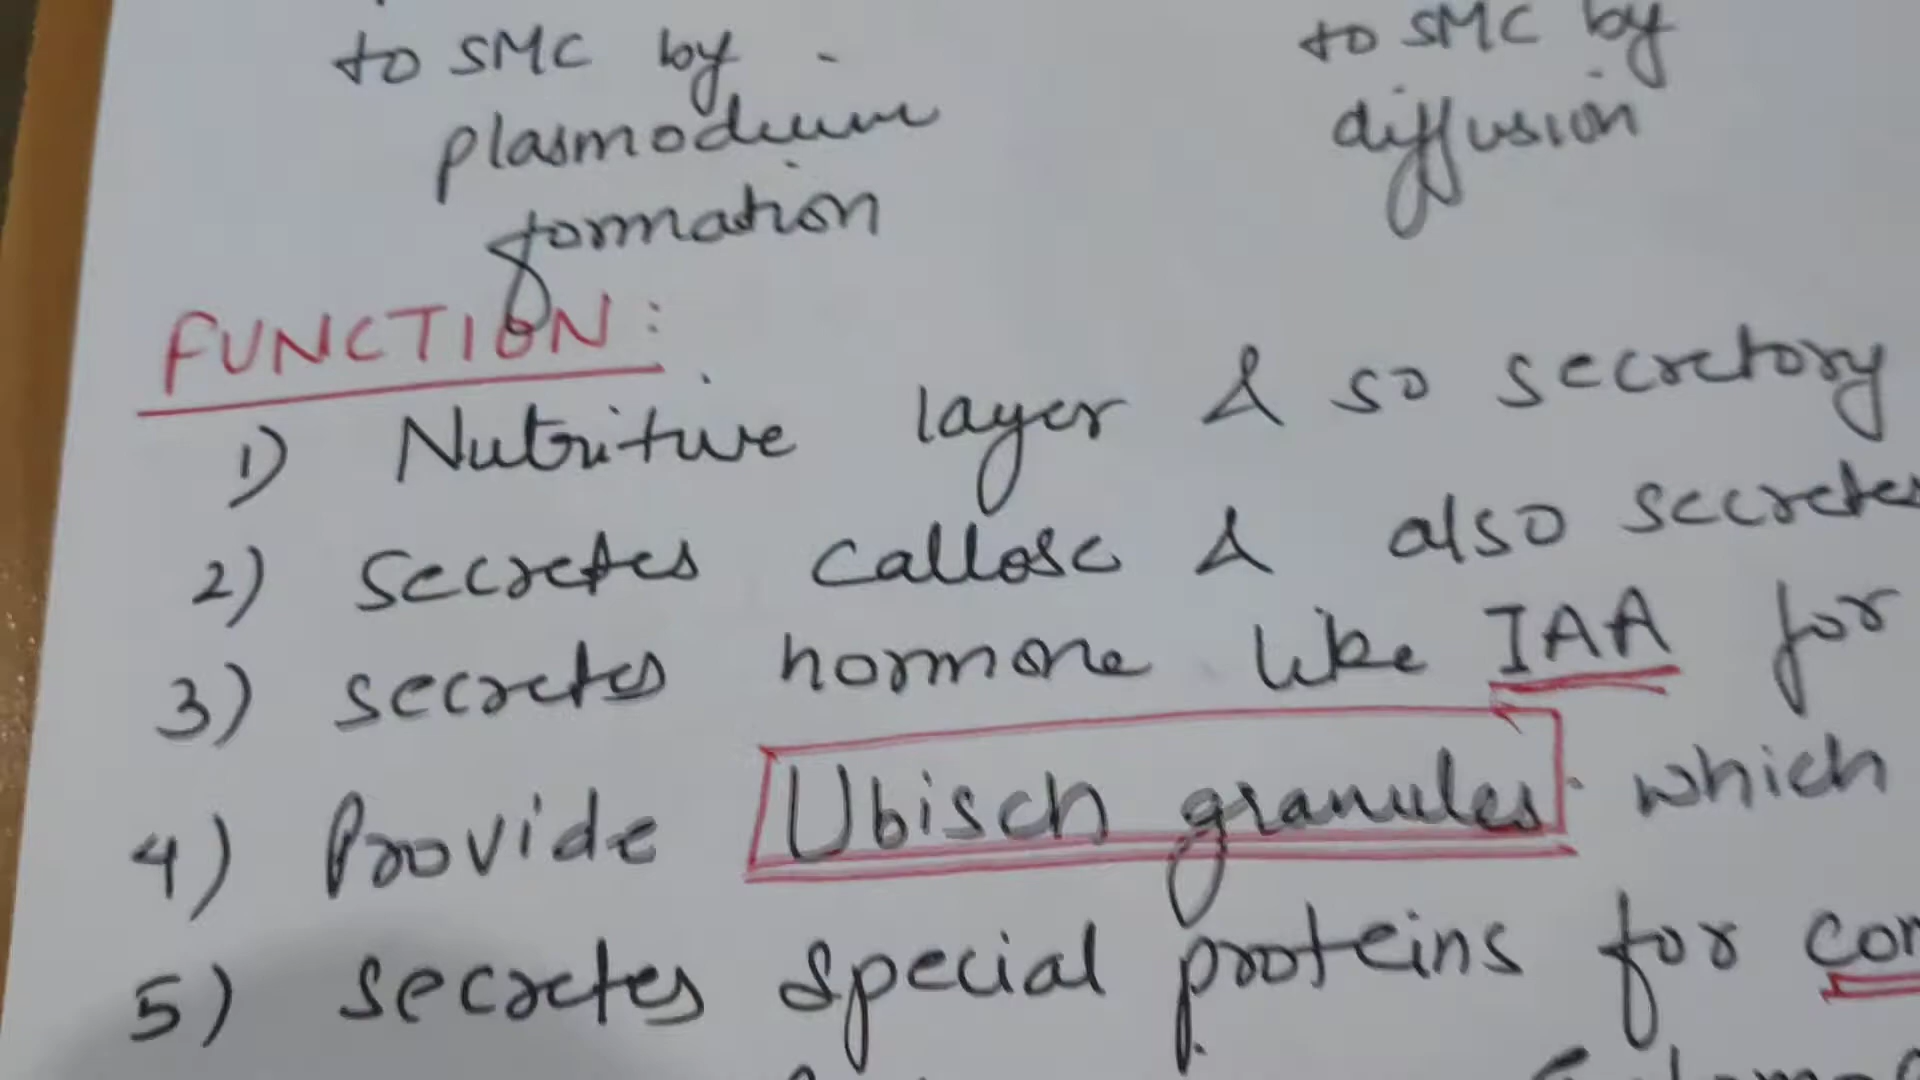 to SMC by
plasmodium
formation
to SMC by
diffusion
FUNCTION:
1) Nutritive layer & so secretory
2) Secretes callose & also secretes
3) secretes hormone like IAA for
4) Provide Ubisch granules which
5) secretes special proteins for